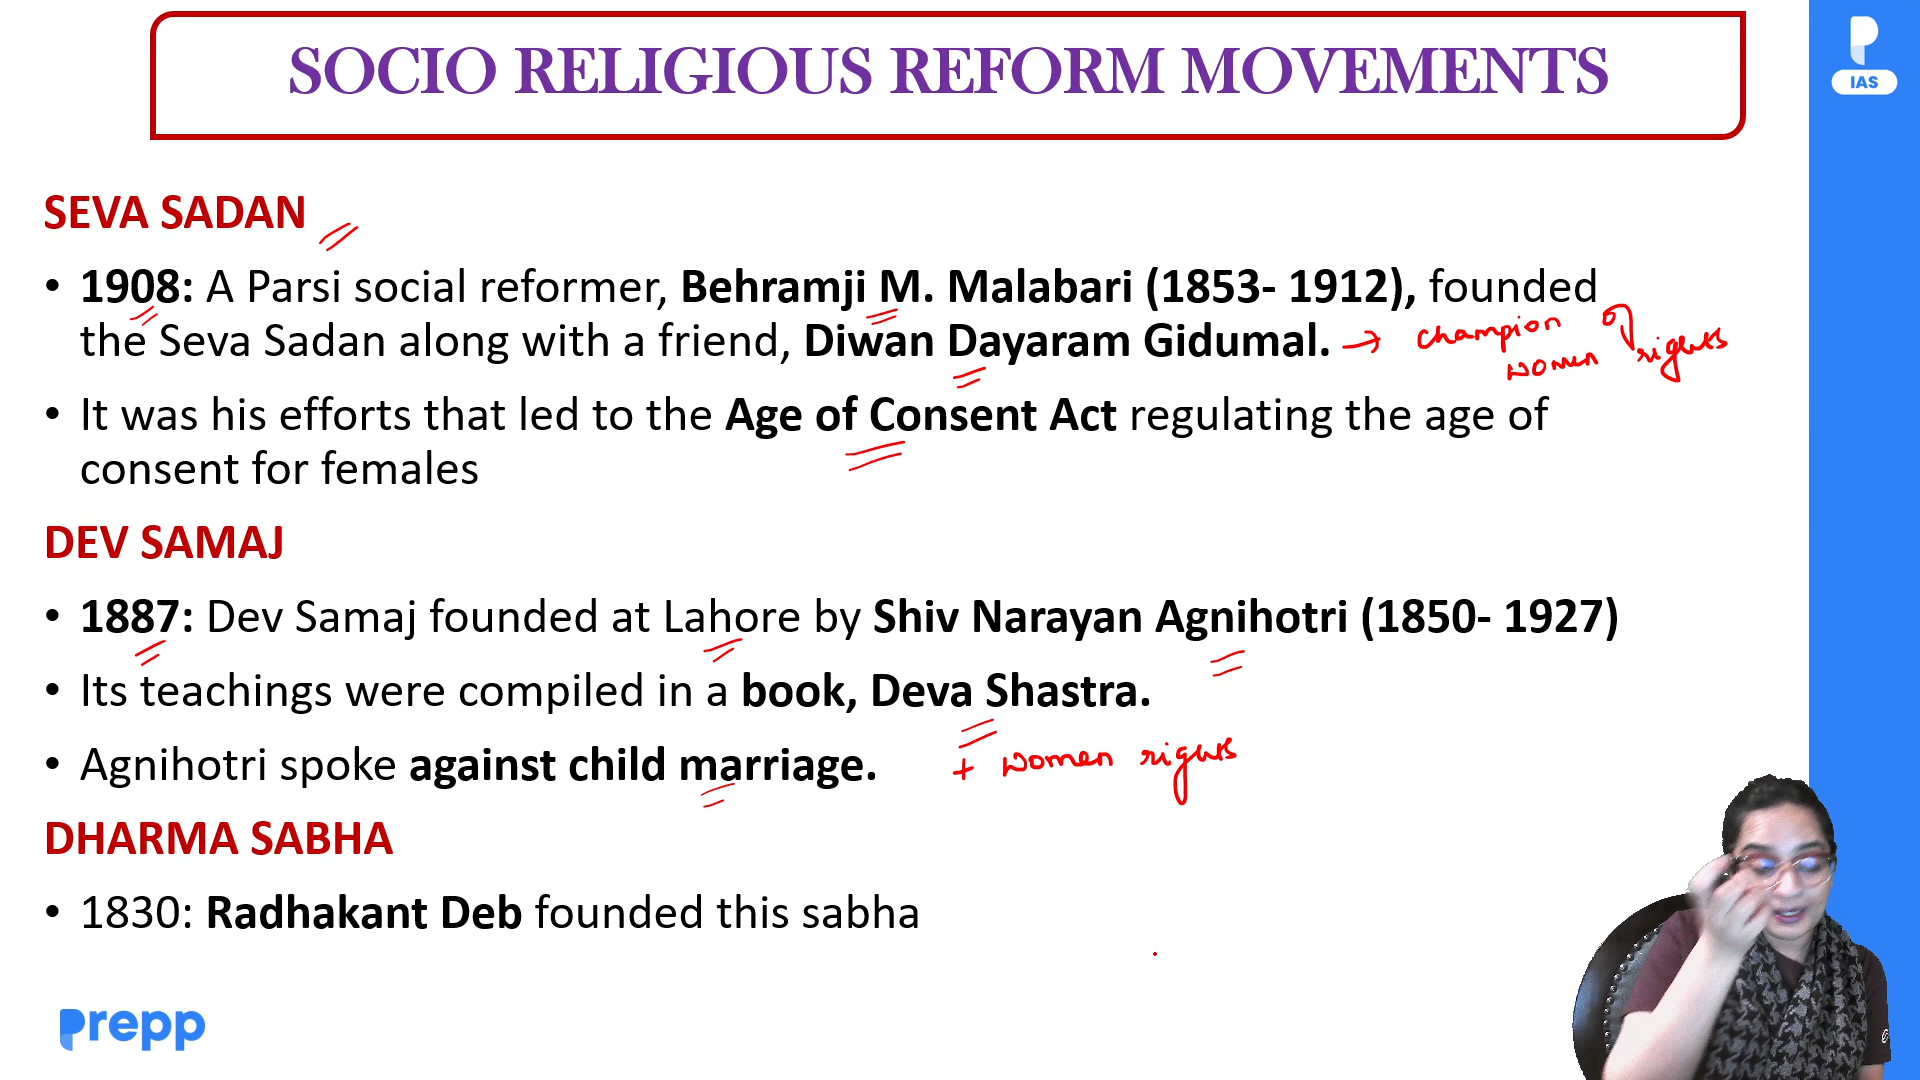 SOCIO RELIGIOUS REFORM MOVEMENTS
IAS
SEVA SADAN
• 1908: A Parsi social reformer, Behramji M. Malabari (1853- 1912), founded
the Seva Sadan along with a friend, Diwan Dayaram Gidumal. → champion of
women rights
• It was his efforts that led to the Age of Consent Act regulating the age of
consent for females
DEV SAMAJ
• 1887: Dev Samaj founded at Lahore by Shiv Narayan Agnihotri (1850- 1927)
• Its teachings were compiled in a book, Deva Shastra.
• Agnihotri spoke against child marriage. + women rights
DHARMA SABHA
• 1830: Radhakant Deb founded this sabha
Prepp